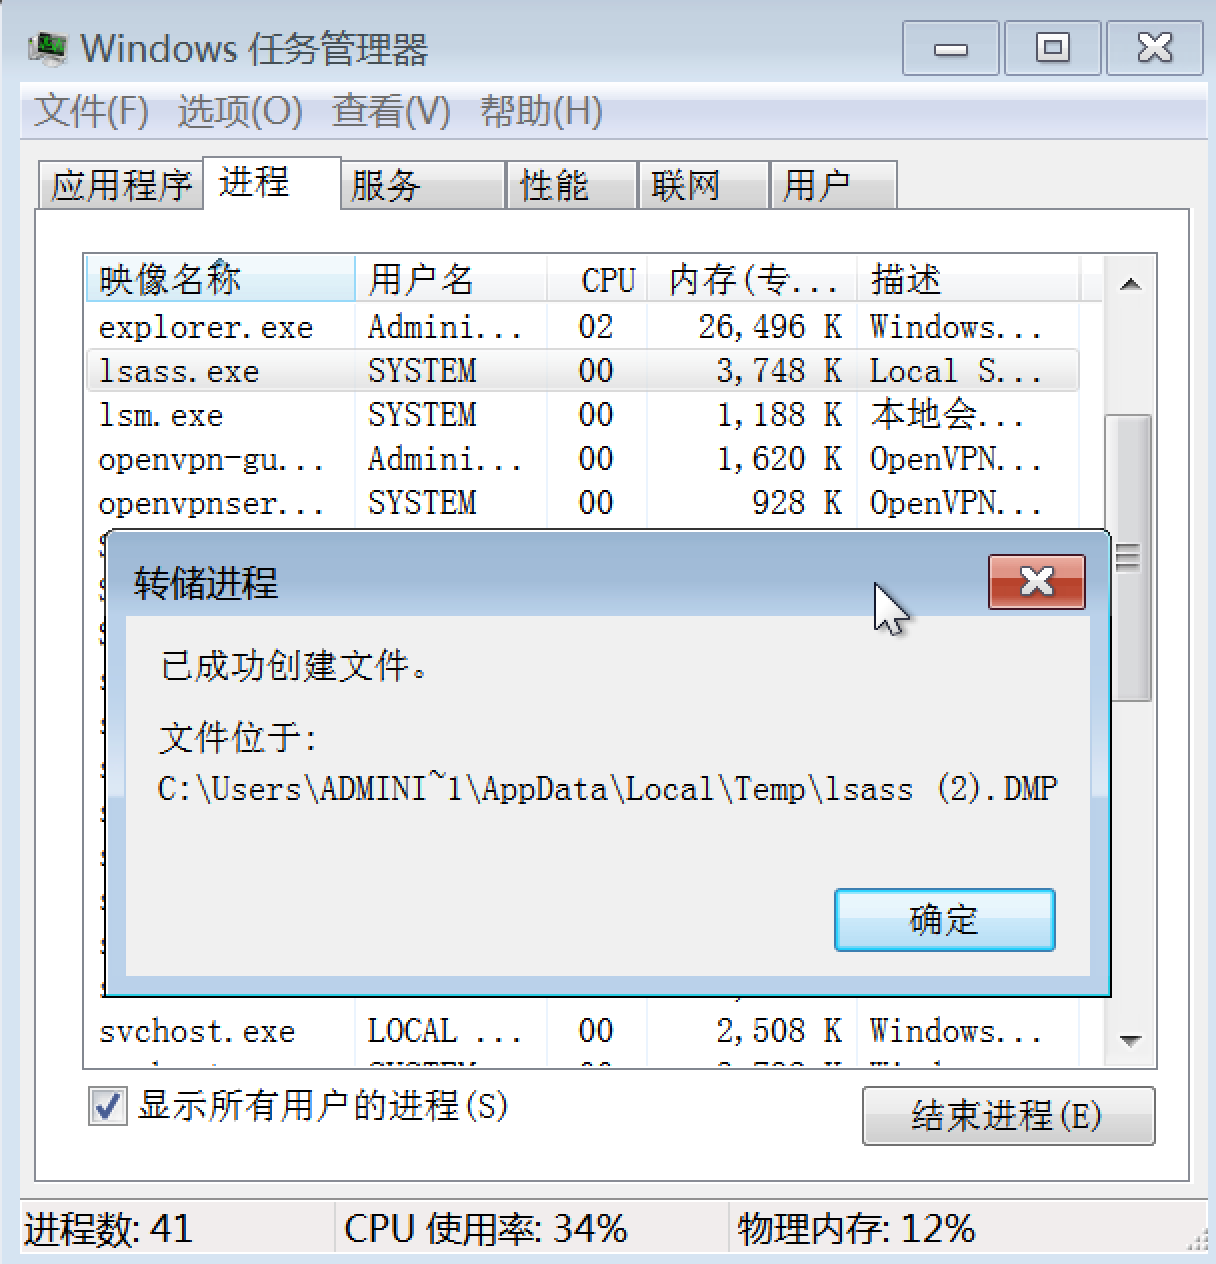 Windows 任务管理器
文件(F) 选项(O) 查看(V) 帮助(H)
应用程序 进程 服务 性能 联网 用户
映像名称 用户名 CPU 内存(专... 描述
explorer.exe Admini... 02 26,496 K Windows...
lsass.exe SYSTEM 00 3,748 K Local S...
lsm.exe SYSTEM 00 1,188 K 本地会...
openvpn-gu... Admini... 00 1,620 K OpenVPN...
openvpnser... SYSTEM 00 928 K OpenVPN...
转储进程
已成功创建文件。
文件位于:
C:\Users\ADMINI~1\AppData\Local\Temp\lsass (2).DMP
确定
svchost.exe LOCAL ... 00 2,508 K Windows...
显示所有用户的进程(S)
结束进程(E)
进程数: 41 CPU 使用率: 34% 物理内存: 12%